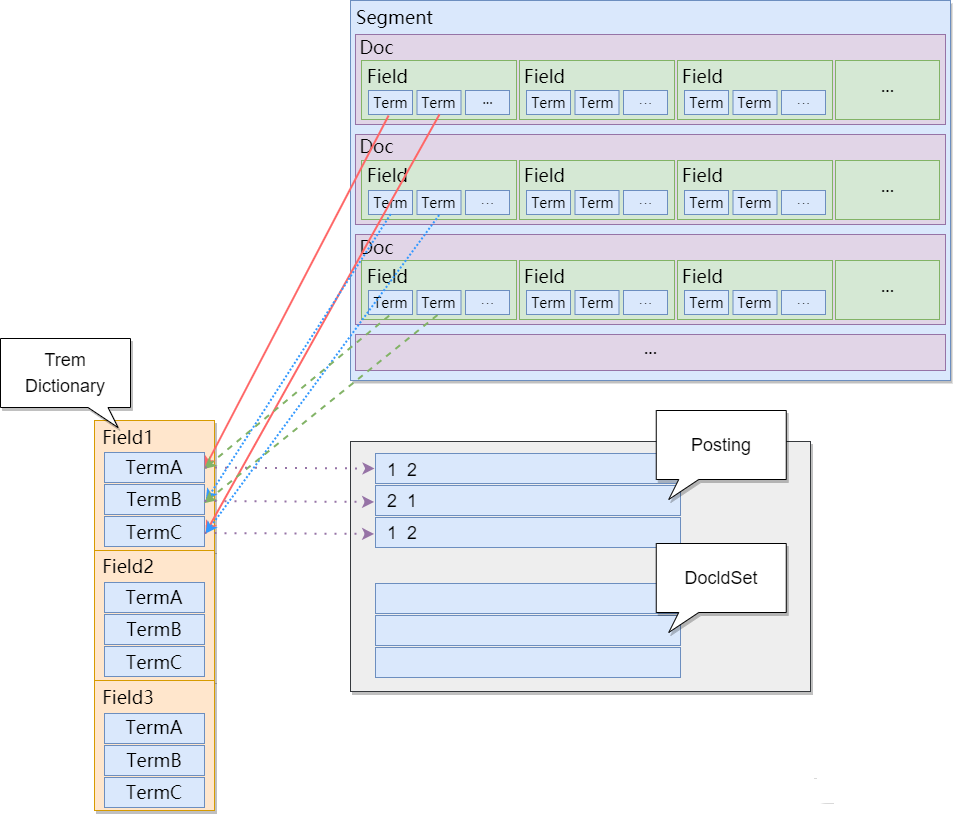 Segment
Doc
Field Field Field ...
Term Term ... Term Term ... Term Term ...
Doc
Field Field Field ...
Term Term ... Term Term ... Term Term ...
Doc
Field Field Field ...
Term Term ... Term Term ... Term Term ...
...
Trem
Dictionary
Field1
TermA
TermB
TermC
Field2
TermA
TermB
TermC
Field3
TermA
TermB
TermC
Posting
1 2
2 1
1 2
DocIdSet